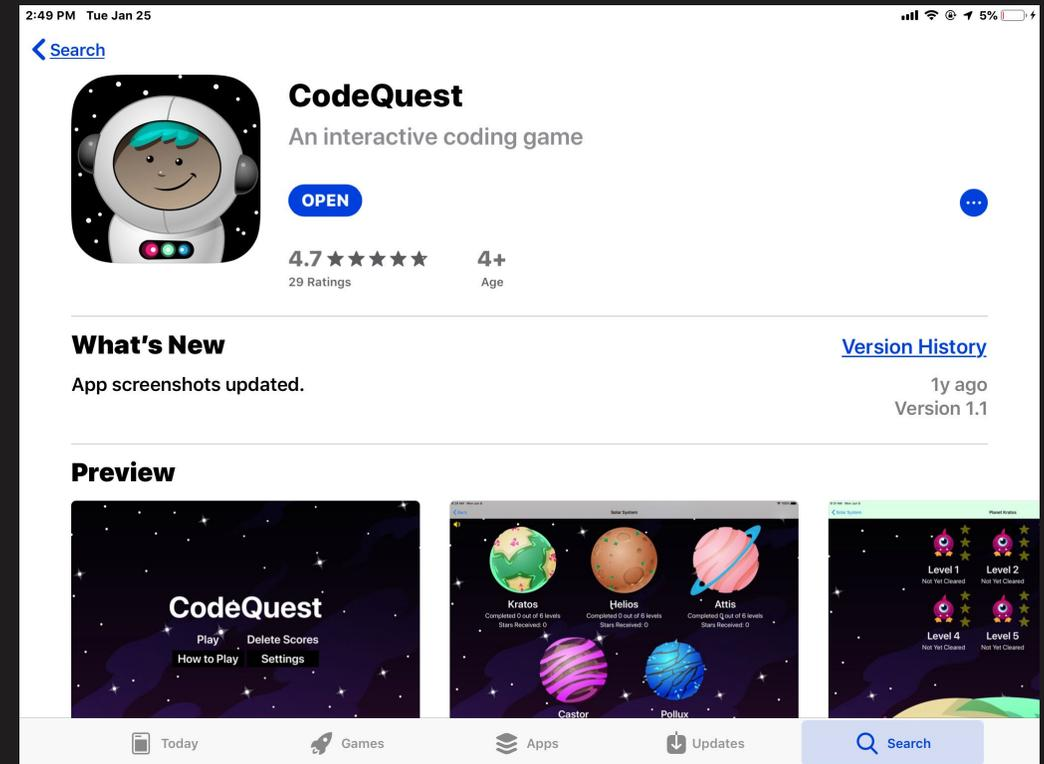 2:49 PM Tue Jan 25
5%
Search
CodeQuest
An interactive coding game
OPEN
4.7
29 Ratings
4+
Age
What's New
Version History
App screenshots updated.
1y ago
Version 1.1
Preview
CodeQuest
Play Delete Scores
How to Play Settings
Back Solar System
Kratos Helios Attis
Completed 0 out of 6 levels Completed 0 out of 6 levels Completed 0 out of 6 levels
Stars Received: 0 Stars Received: 0 Stars Received: 0
Castor Pollux
Solar System Planet Kratos
Level 1 Level 2
Not Yet Cleared Not Yet Cleared
Level 4 Level 5
Not Yet Cleared Not Yet Cleared
Today Games Apps Updates Search